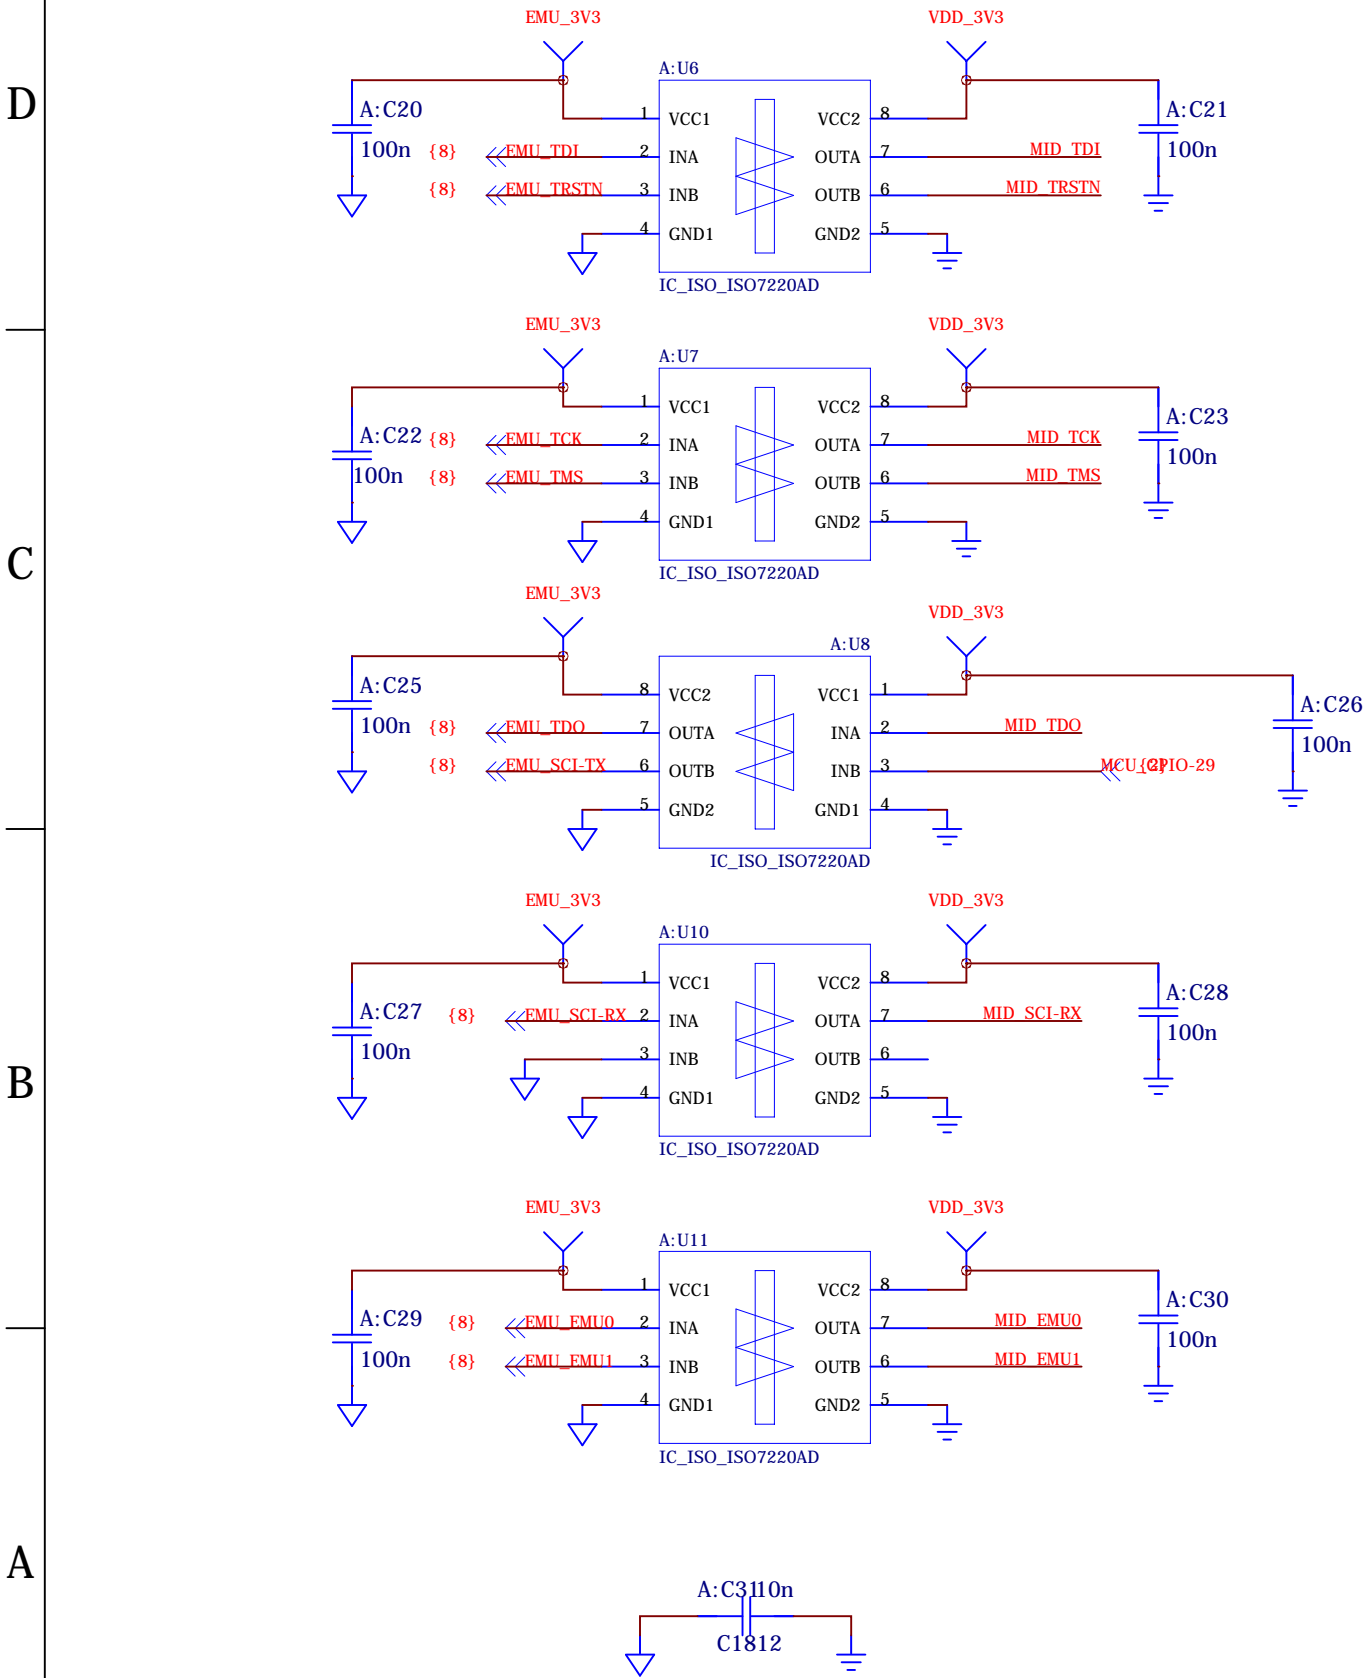 EMU_3V3 VDD_3V3
A:U6
D
A:C20 1 VCC1 VCC2 8 A:C21
100n {8} EMU_TDI 2 INA OUTA 7 MID_TDI 100n
{8} EMU_TRSTN 3 INB OUTB 6 MID_TRSTN
4 GND1 GND2 5
IC_ISO_ISO7220AD
EMU_3V3 VDD_3V3
A:U7
1 VCC1 VCC2 8 A:C23
A:C22 {8} EMU_TCK 2 INA OUTA 7 MID_TCK 100n
100n {8} EMU_TMS 3 INB OUTB 6 MID_TMS
4 GND1 GND2 5
C
IC_ISO_ISO7220AD
EMU_3V3 VDD_3V3
A:U8
A:C25 8 VCC2 VCC1 1 A:C26
100n {8} EMU_TDO 7 OUTA INA 2 MID_TDO 100n
{8} EMU_SCI-TX 6 OUTB INB 3 MCU_GPIO-29 {2}
5 GND2 GND1 4
IC_ISO_ISO7220AD
EMU_3V3 VDD_3V3
A:U10
1 VCC1 VCC2 8 A:C28
A:C27 {8} EMU_SCI-RX 2 INA OUTA 7 MID_SCI-RX 100n
100n 3 INB OUTB 6
B
4 GND1 GND2 5
IC_ISO_ISO7220AD
EMU_3V3 VDD_3V3
A:U11
1 VCC1 VCC2 8 A:C30
A:C29 {8} EMU_EMU0 2 INA OUTA 7 MID_EMU0 100n
100n {8} EMU_EMU1 3 INB OUTB 6 MID_EMU1
4 GND1 GND2 5
IC_ISO_ISO7220AD
A
A:C31 10n
C1812